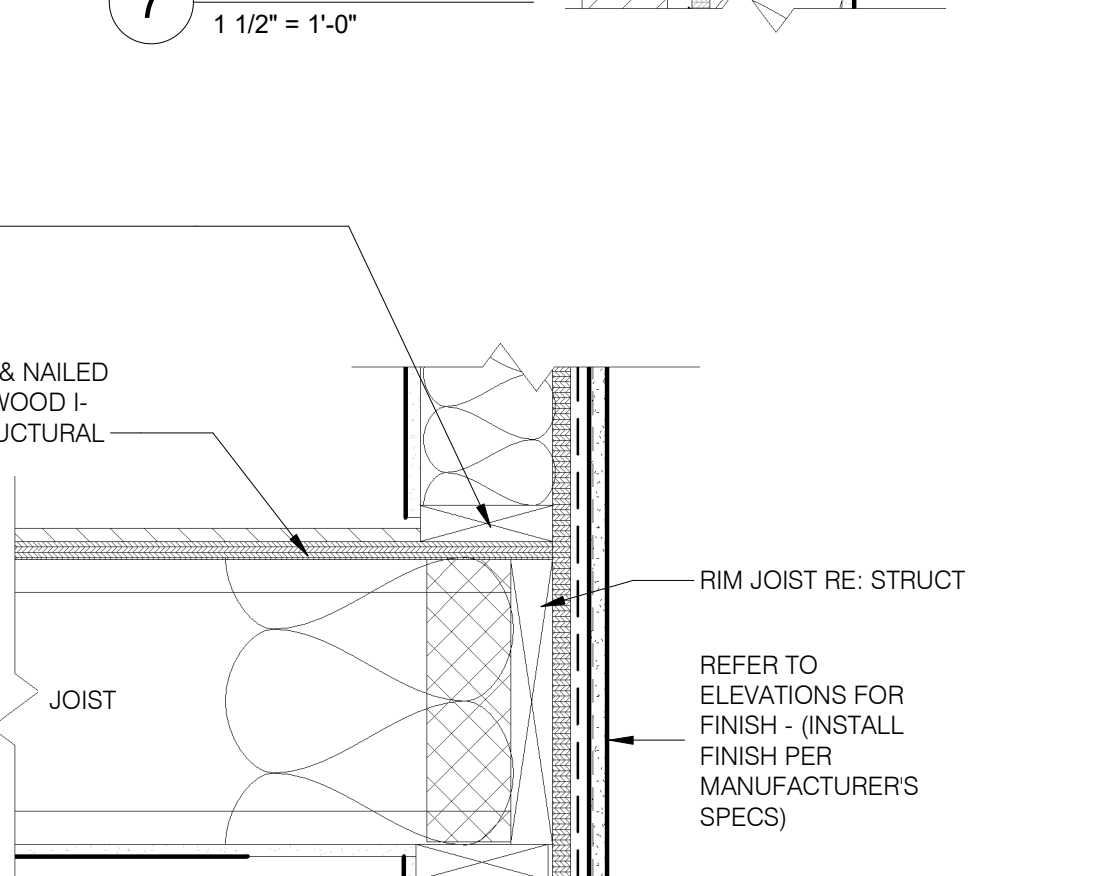 7
1 1/2" = 1'-0"
& NAILED
WOOD I-
UCTURAL
RIM JOIST RE: STRUCT
REFER TO
ELEVATIONS FOR
FINISH - (INSTALL
FINISH PER
MANUFACTURER'S
SPECS)
JOIST